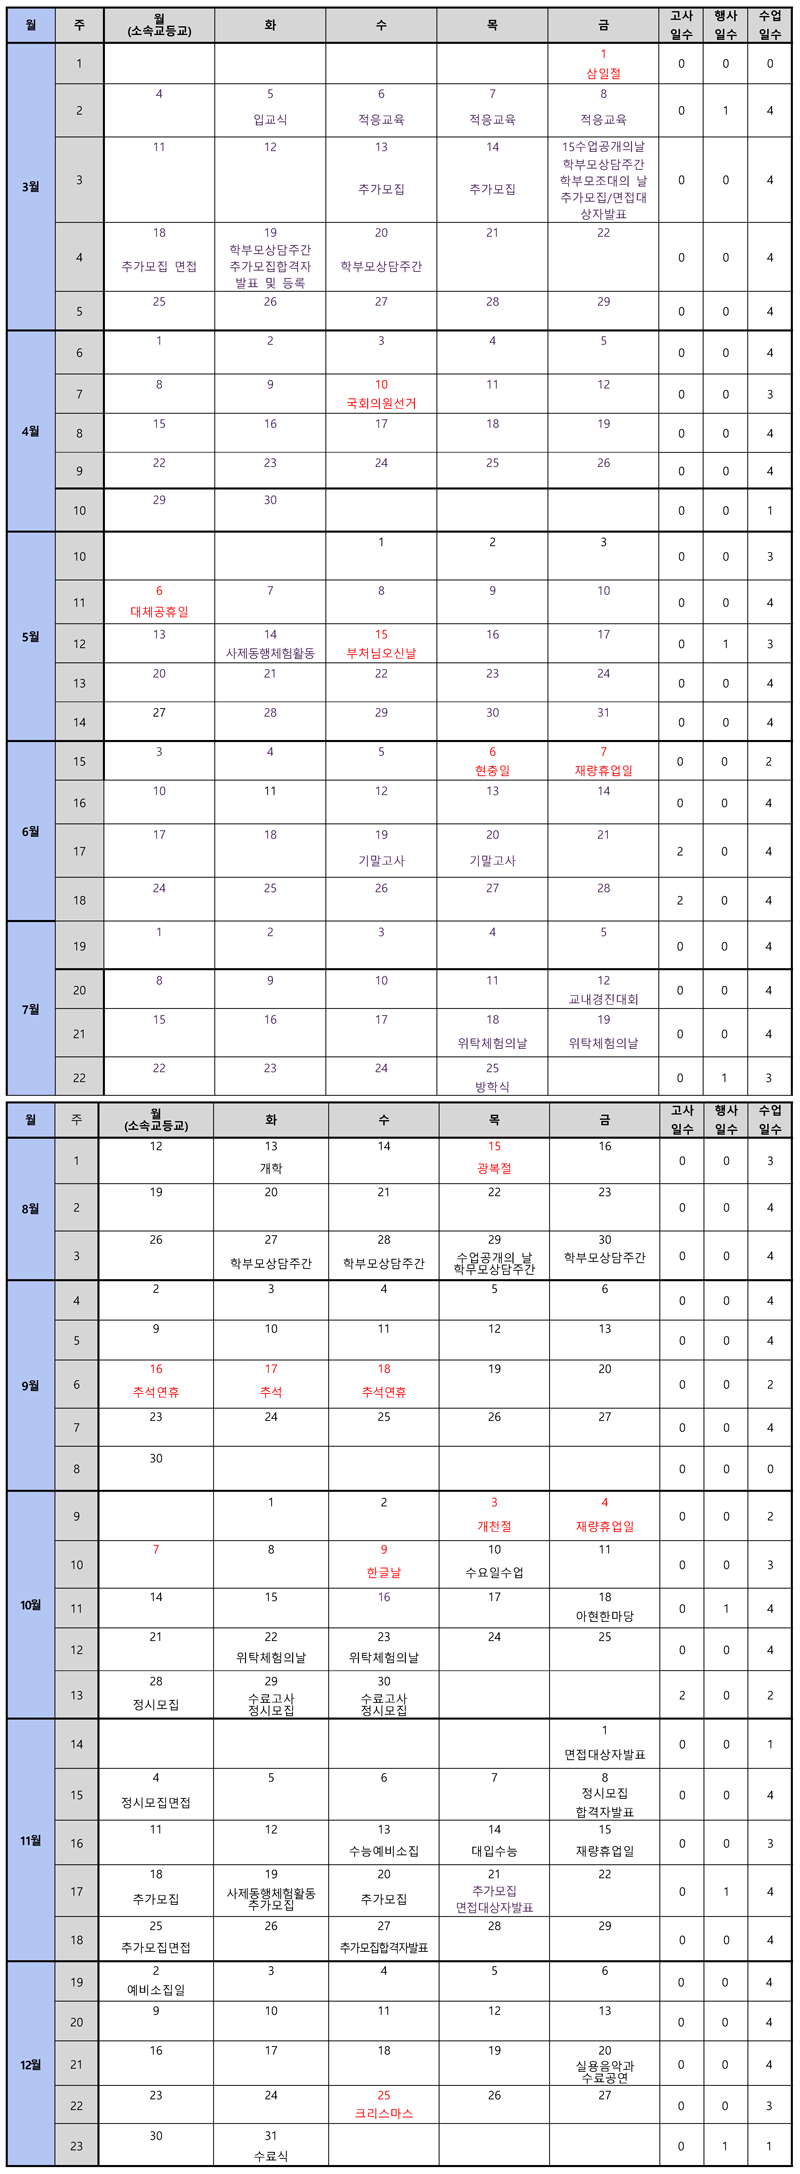 월 주 월 화 수 목 금 고사 행사 수업
(소속교등교) 일수 일수 일수
3월
1 1 0 0 0
삼일절
2 4 5 6 7 8 0 1 4
입교식 적응교육 적응교육 적응교육
3 11 12 13 14 15수업공개의날 0 0 4
추가모집 추가모집 학부모상담주간
학부모조대의 날
추가모집/면접대
상자발표
4 18 19 20 21 22 0 0 4
추가모집 면접 학부모상담주간 학부모상담주간
추가모집합격자
발표 및 등록
5 25 26 27 28 29 0 0 4
4월
6 1 2 3 4 5 0 0 4
7 8 9 10 11 12 0 0 3
국회의원선거
8 15 16 17 18 19 0 0 4
9 22 23 24 25 26 0 0 4
10 29 30 0 0 1
5월
10 1 2 3 0 0 3
11 6 7 8 9 10 0 0 4
대체공휴일
12 13 14 15 16 17 0 1 3
사제동행체험활동 부처님오신날
13 20 21 22 23 24 0 0 4
14 27 28 29 30 31 0 0 4
6월
15 3 4 5 6 7 0 0 2
현충일 재량휴업일
16 10 11 12 13 14 0 0 4
17 17 18 19 20 21 2 0 4
기말고사 기말고사
18 24 25 26 27 28 2 0 4
7월
19 1 2 3 4 5 0 0 4
20 8 9 10 11 12 0 0 4
교내경진대회
21 15 16 17 18 19 0 0 4
위탁체험의날 위탁체험의날
22 22 23 24 25 0 1 3
방학식
월 주 월 화 수 목 금 고사 행사 수업
(소속교등교) 일수 일수 일수
8월
1 12 13 14 15 16 0 0 3
개학 광복절
2 19 20 21 22 23 0 0 4
3 26 27 28 29 30 0 0 4
학부모상담주간 학부모상담주간 수업공개의 날 학부모상담주간
학무모상담주간
9월
4 2 3 4 5 6 0 0 4
5 9 10 11 12 13 0 0 4
6 16 17 18 19 20 0 0 2
추석연휴 추석 추석연휴
7 23 24 25 26 27 0 0 4
8 30 0 0 0
10월
9 1 2 3 4 0 0 2
개천절 재량휴업일
10 7 8 9 10 11 0 0 3
한글날 수요일수업
11 14 15 16 17 18 0 1 4
아현한마당
12 21 22 23 24 25 0 0 4
위탁체험의날 위탁체험의날
13 28 29 30 2 0 2
정시모집 수료고사 수료고사
정시모집 정시모집
11월
14 1 0 0 1
면접대상자발표
15 4 5 6 7 8 0 0 4
정시모집면접 정시모집
합격자발표
16 11 12 13 14 15 0 0 3
수능예비소집 대입수능 재량휴업일
17 18 19 20 21 22 0 1 4
추가모집 사제동행체험활동 추가모집 추가모집
추가모집 면접대상자발표
18 25 26 27 28 29 0 0 4
추가모집면접 추가모집합격자발표
12월
19 2 3 4 5 6 0 0 4
예비소집일
20 9 10 11 12 13 0 0 4
21 16 17 18 19 20 0 0 4
실용음악과
수료공연
22 23 24 25 26 27 0 0 3
크리스마스
23 30 31 0 1 1
수료식